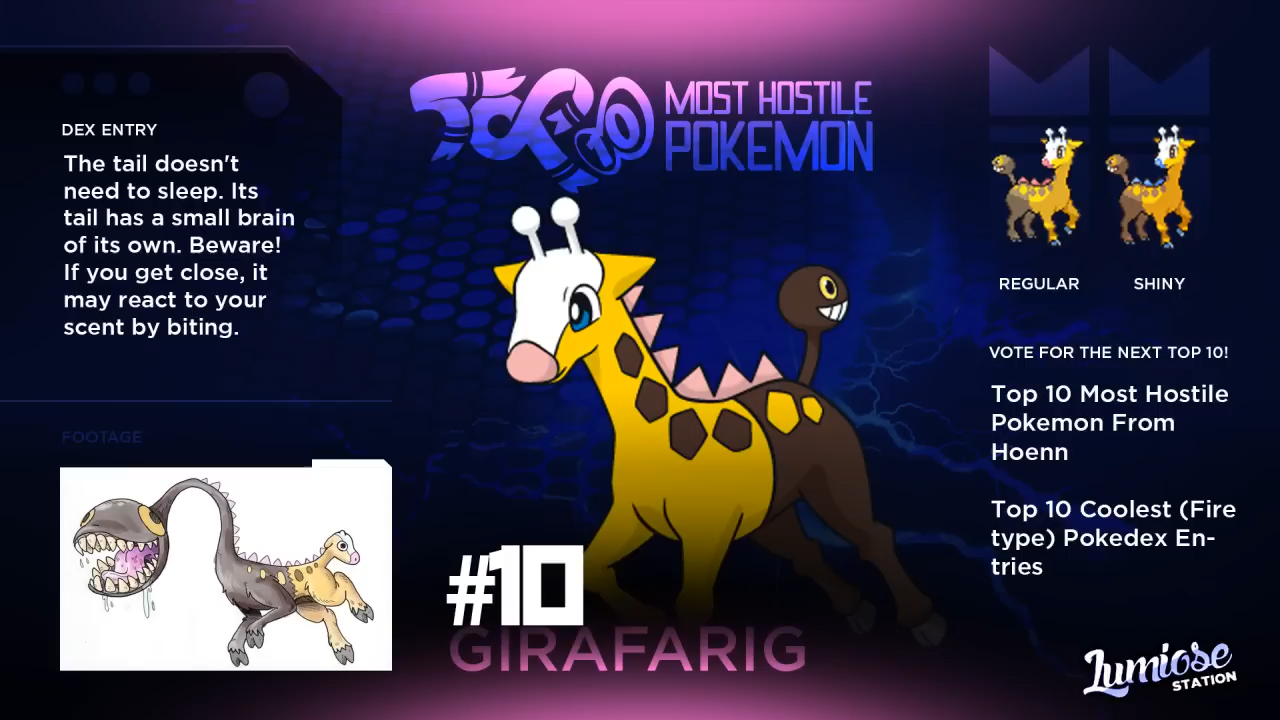 DEX ENTRY
The tail doesn't
need to sleep. Its
tail has a small brain
of its own. Beware!
If you get close, it
may react to your
scent by biting.
FOOTAGE
TOP 10
MOST HOSTILE
POKEMON
#10
GIRAFARIG
REGULAR
SHINY
VOTE FOR THE NEXT TOP 10!
Top 10 Most Hostile
Pokemon From
Hoenn
Top 10 Coolest (Fire
type) Pokedex En-
tries
Lumiose
STATION